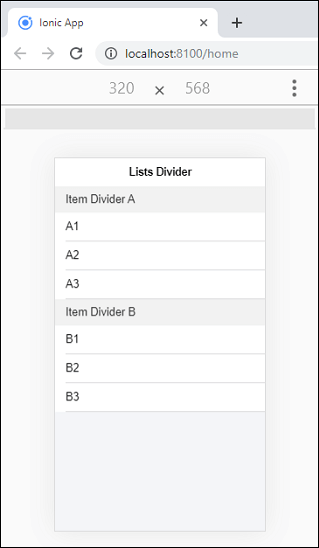 Ionic App
localhost:8100/home
320 × 568
Lists Divider
Item Divider A
A1
A2
A3
Item Divider B
B1
B2
B3